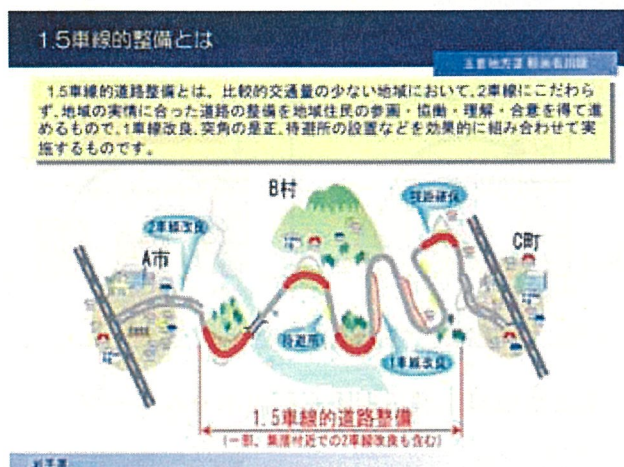 1.5車線的整備とは
1.5車線的道路整備とは、比較的交通量の少ない地域において、2車線にこだわら
ず、地域の実情に合った道路の整備を地域住民の参画・協働・理解・合意を得て進
めるもので、1車線改良、突角の是正、待避所の設置などを効果的に組み合わせて実
施するものです。
B村
視距確保
2車線改良
A市
C町
待避所
1車線改良
1.5車線的道路整備
(一部、集落付近での2車線改良も含む)